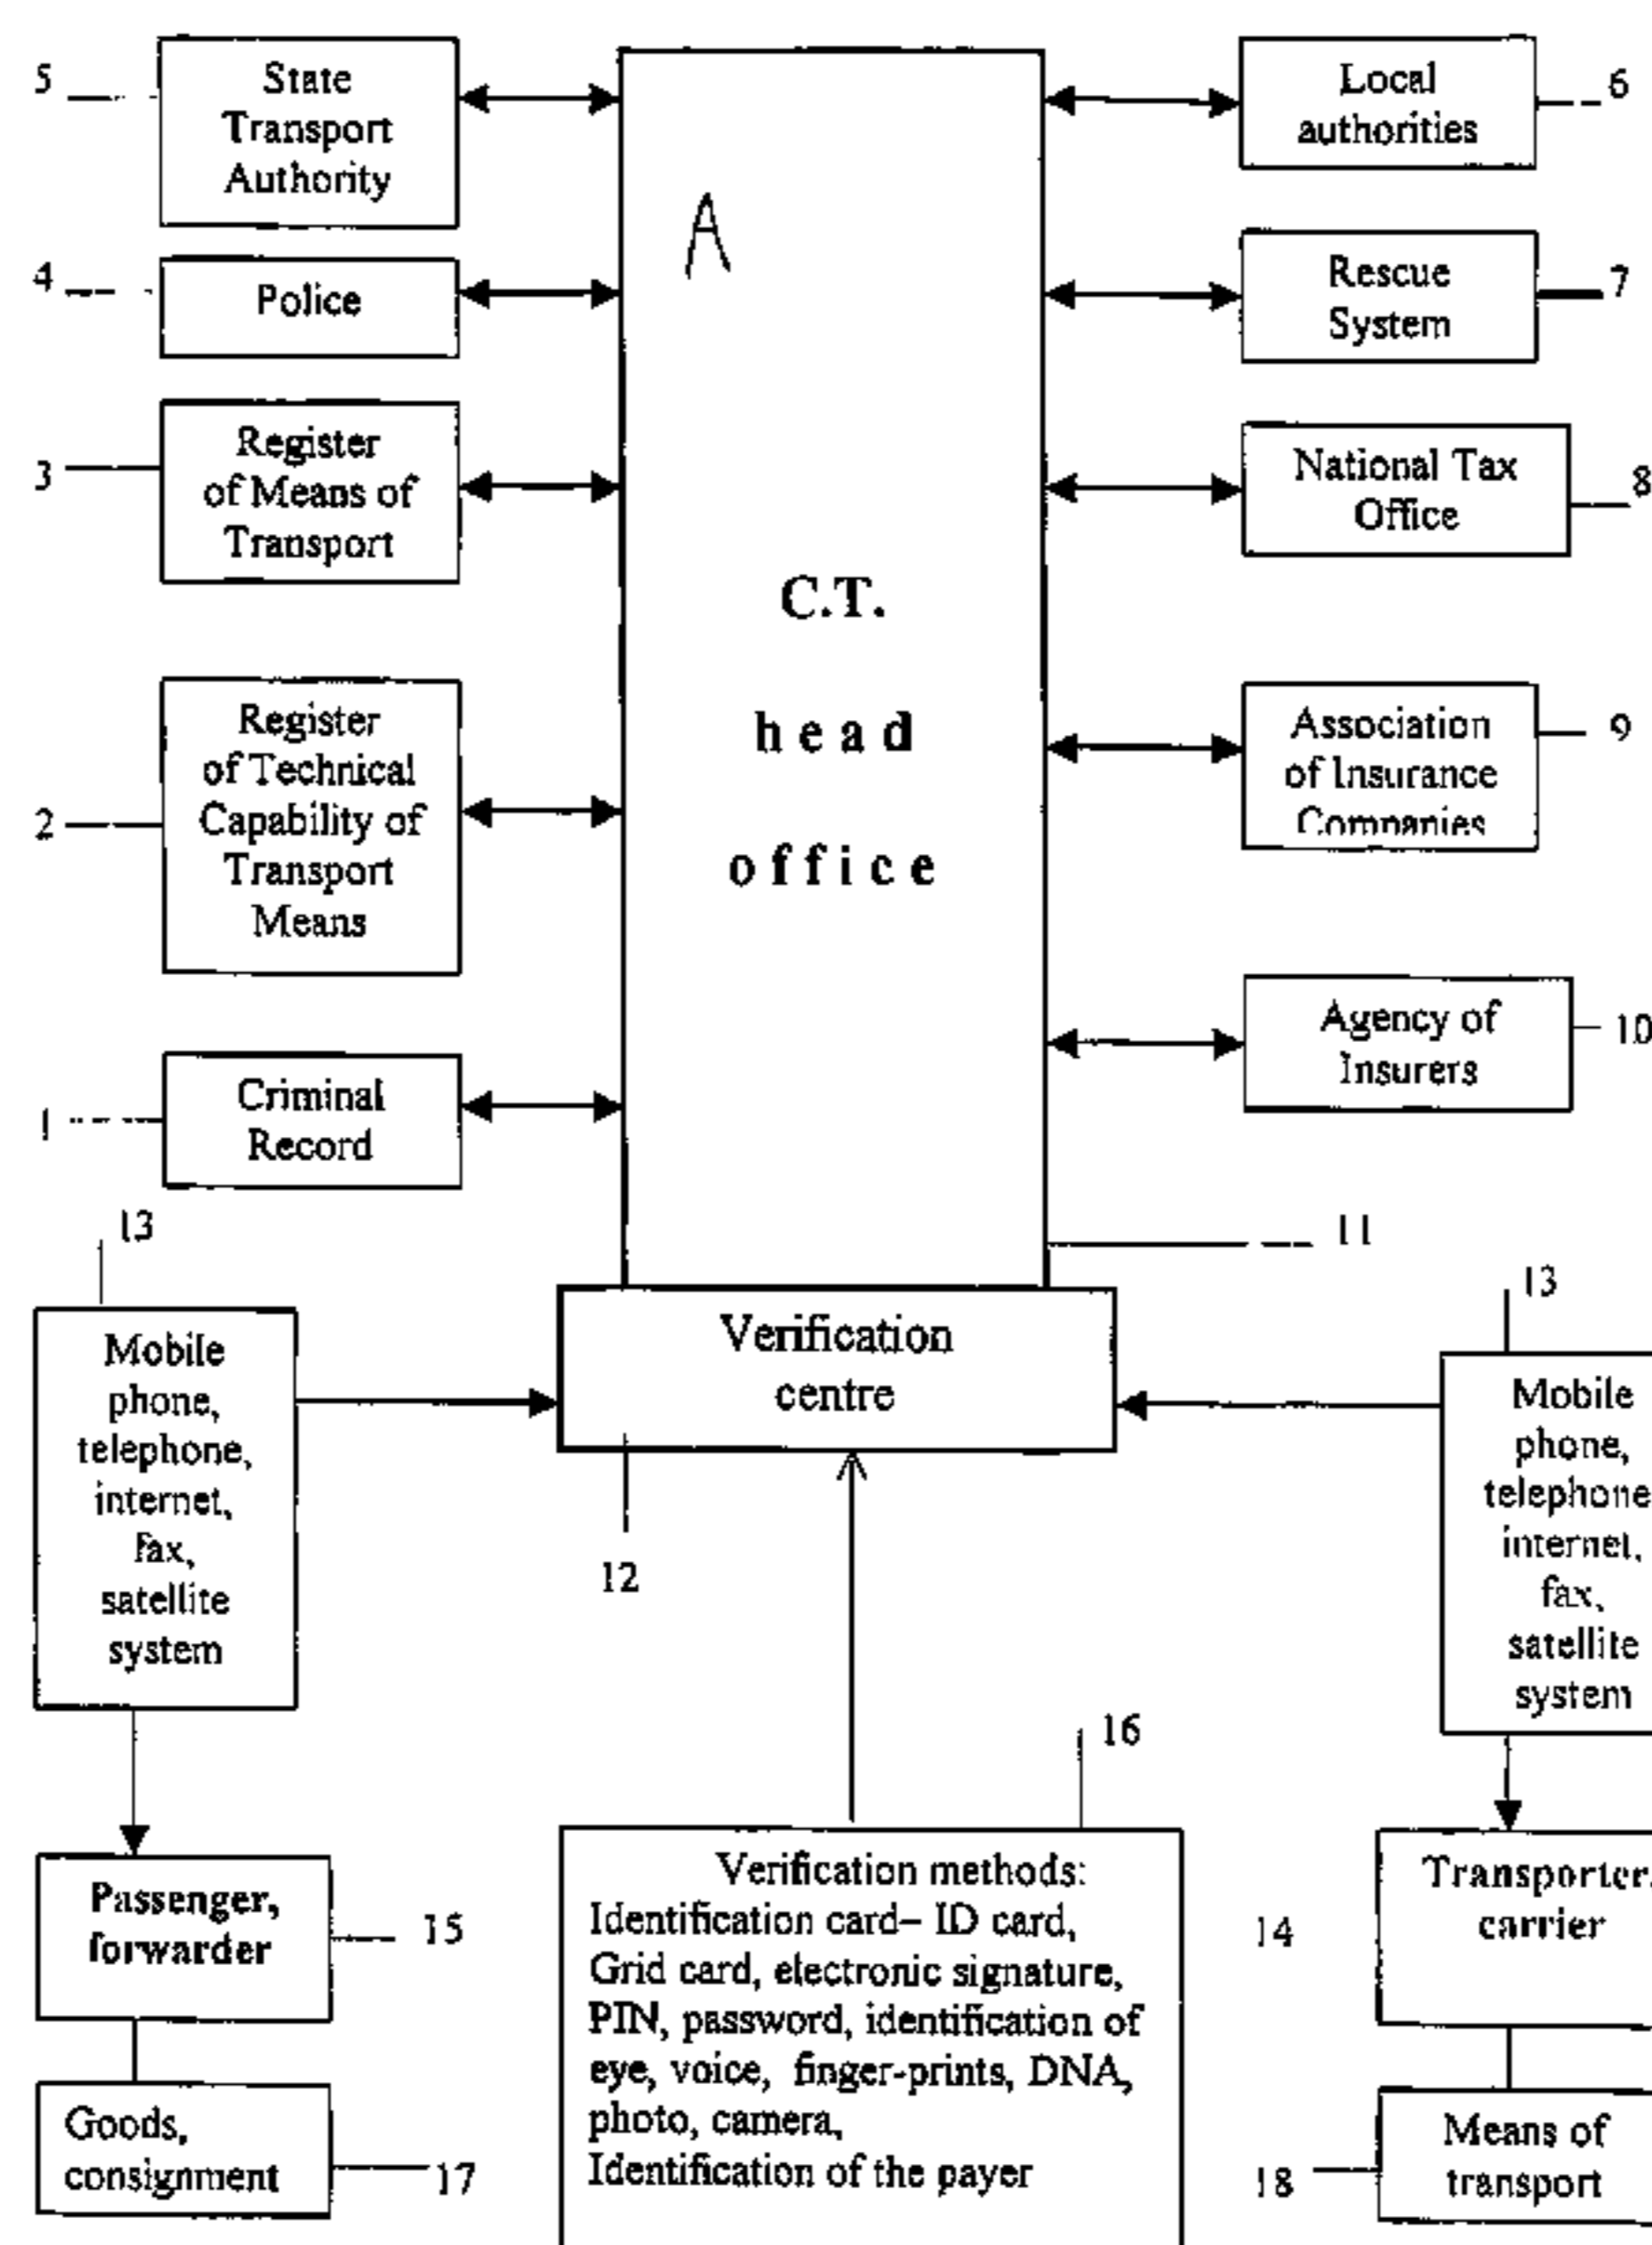 5
State
Transport
Authority
4
Police
3
Register
of Means of
Transport
2
Register
of Technical
Capability of
Transport
Means
1
Criminal
Record
A
C.T.
head
office
Local
authorities
6
Rescue
System
7
National Tax
Office
8
Association
of Insurance
Companies
9
Agency of
Insurers
10
11
Verification
centre
12
13
Mobile
phone,
telephone,
internet,
fax,
satellite
system
13
Mobile
phone,
telephone
internet,
fax,
satellite
system
Passenger,
forwarder
15
Goods,
consignment
17
16
Verification methods:
Identification card– ID card,
Grid card, electronic signature,
PIN, password, identification of
eye, voice, finger-prints, DNA,
photo, camera,
Identification of the payer
14
Transporter,
carrier
18
Means of
transport